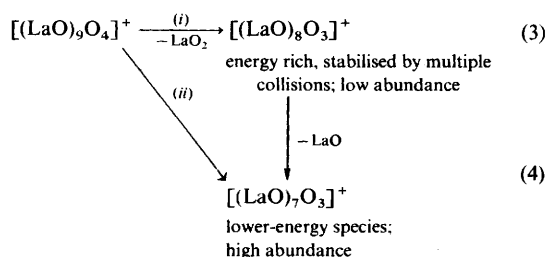 [(LaO)₉O₄]⁺ (i) −LaO₂ [(LaO)₈O₃]⁺ (3)
energy rich, stabilised by multiple
collisions; low abundance
(ii)
−LaO
(4)
[(LaO)₇O₃]⁺
lower-energy species;
high abundance